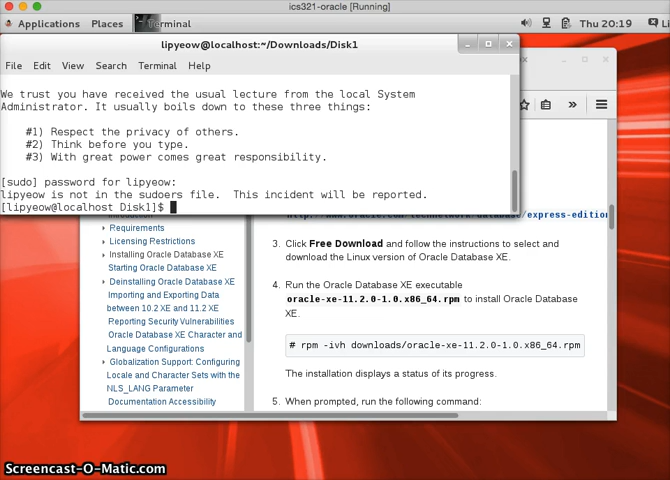 ics321-oracle [Running]
Applications Places Terminal Thu 20:19 Li
lipyeow@localhost:~/Downloads/Disk1
File Edit View Search Terminal Help
We trust you have received the usual lecture from the local System
Administrator. It usually boils down to these three things:
#1) Respect the privacy of others.
#2) Think before you type.
#3) With great power comes great responsibility.
[sudo] password for lipyeow:
lipyeow is not in the sudoers file. This incident will be reported.
[lipyeow@localhost Disk1]$
Requirements
Licensing Restrictions
Installing Oracle Database XE
Starting Oracle Database XE
Deinstalling Oracle Database XE
Importing and Exporting Data
between 10.2 XE and 11.2 XE
Reporting Security Vulnerabilities
Oracle Database XE Character and
Language Configurations
Globalization Support: Configuring
Locale and Character Sets with the
NLS_LANG Parameter
Documentation Accessibility
http://www.oracle.com/technetwork/database/express-edition
3. Click Free Download and follow the instructions to select and
download the Linux version of Oracle Database XE.
4. Run the Oracle Database XE executable
oracle-xe-11.2.0-1.0.x86_64.rpm to install Oracle Database
XE.
# rpm -ivh downloads/oracle-xe-11.2.0-1.0.x86_64.rpm
The installation displays a status of its progress.
5. When prompted, run the following command:
Screencast-O-Matic.com